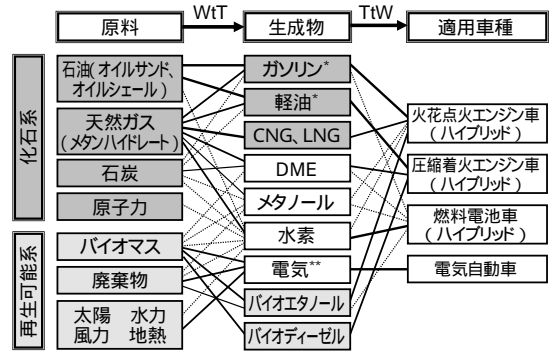 原料
WtT
生成物
TtW
適用車種
化石系
石油(オイルサンド、
オイルシェール)
天然ガス
(メタンハイドレート)
石炭
原子力
再生可能系
バイオマス
廃棄物
太陽 水力
風力 地熱
ガソリン*
軽油*
CNG、LNG
DME
メタノール
水素
電気**
バイオエタノール
バイオディーゼル
火花点火エンジン車
(ハイブリッド)
圧縮着火エンジン車
(ハイブリッド)
燃料電池車
(ハイブリッド)
電気自動車